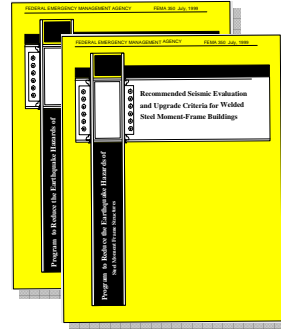 FEDERAL EMERGENCY MANAGEMENT AGENCY FEMA 350 July, 1999
Program to Reduce the Earthquake Hazards of
FEDERAL EMERGENCY MANAGEMENT AGENCY FEMA 350 July, 1999
Recommended Seismic Evaluation
and Upgrade Criteria for Welded
Steel Moment-Frame Buildings
Program to Reduce the Earthquake Hazards of
Steel Moment Frame Structures